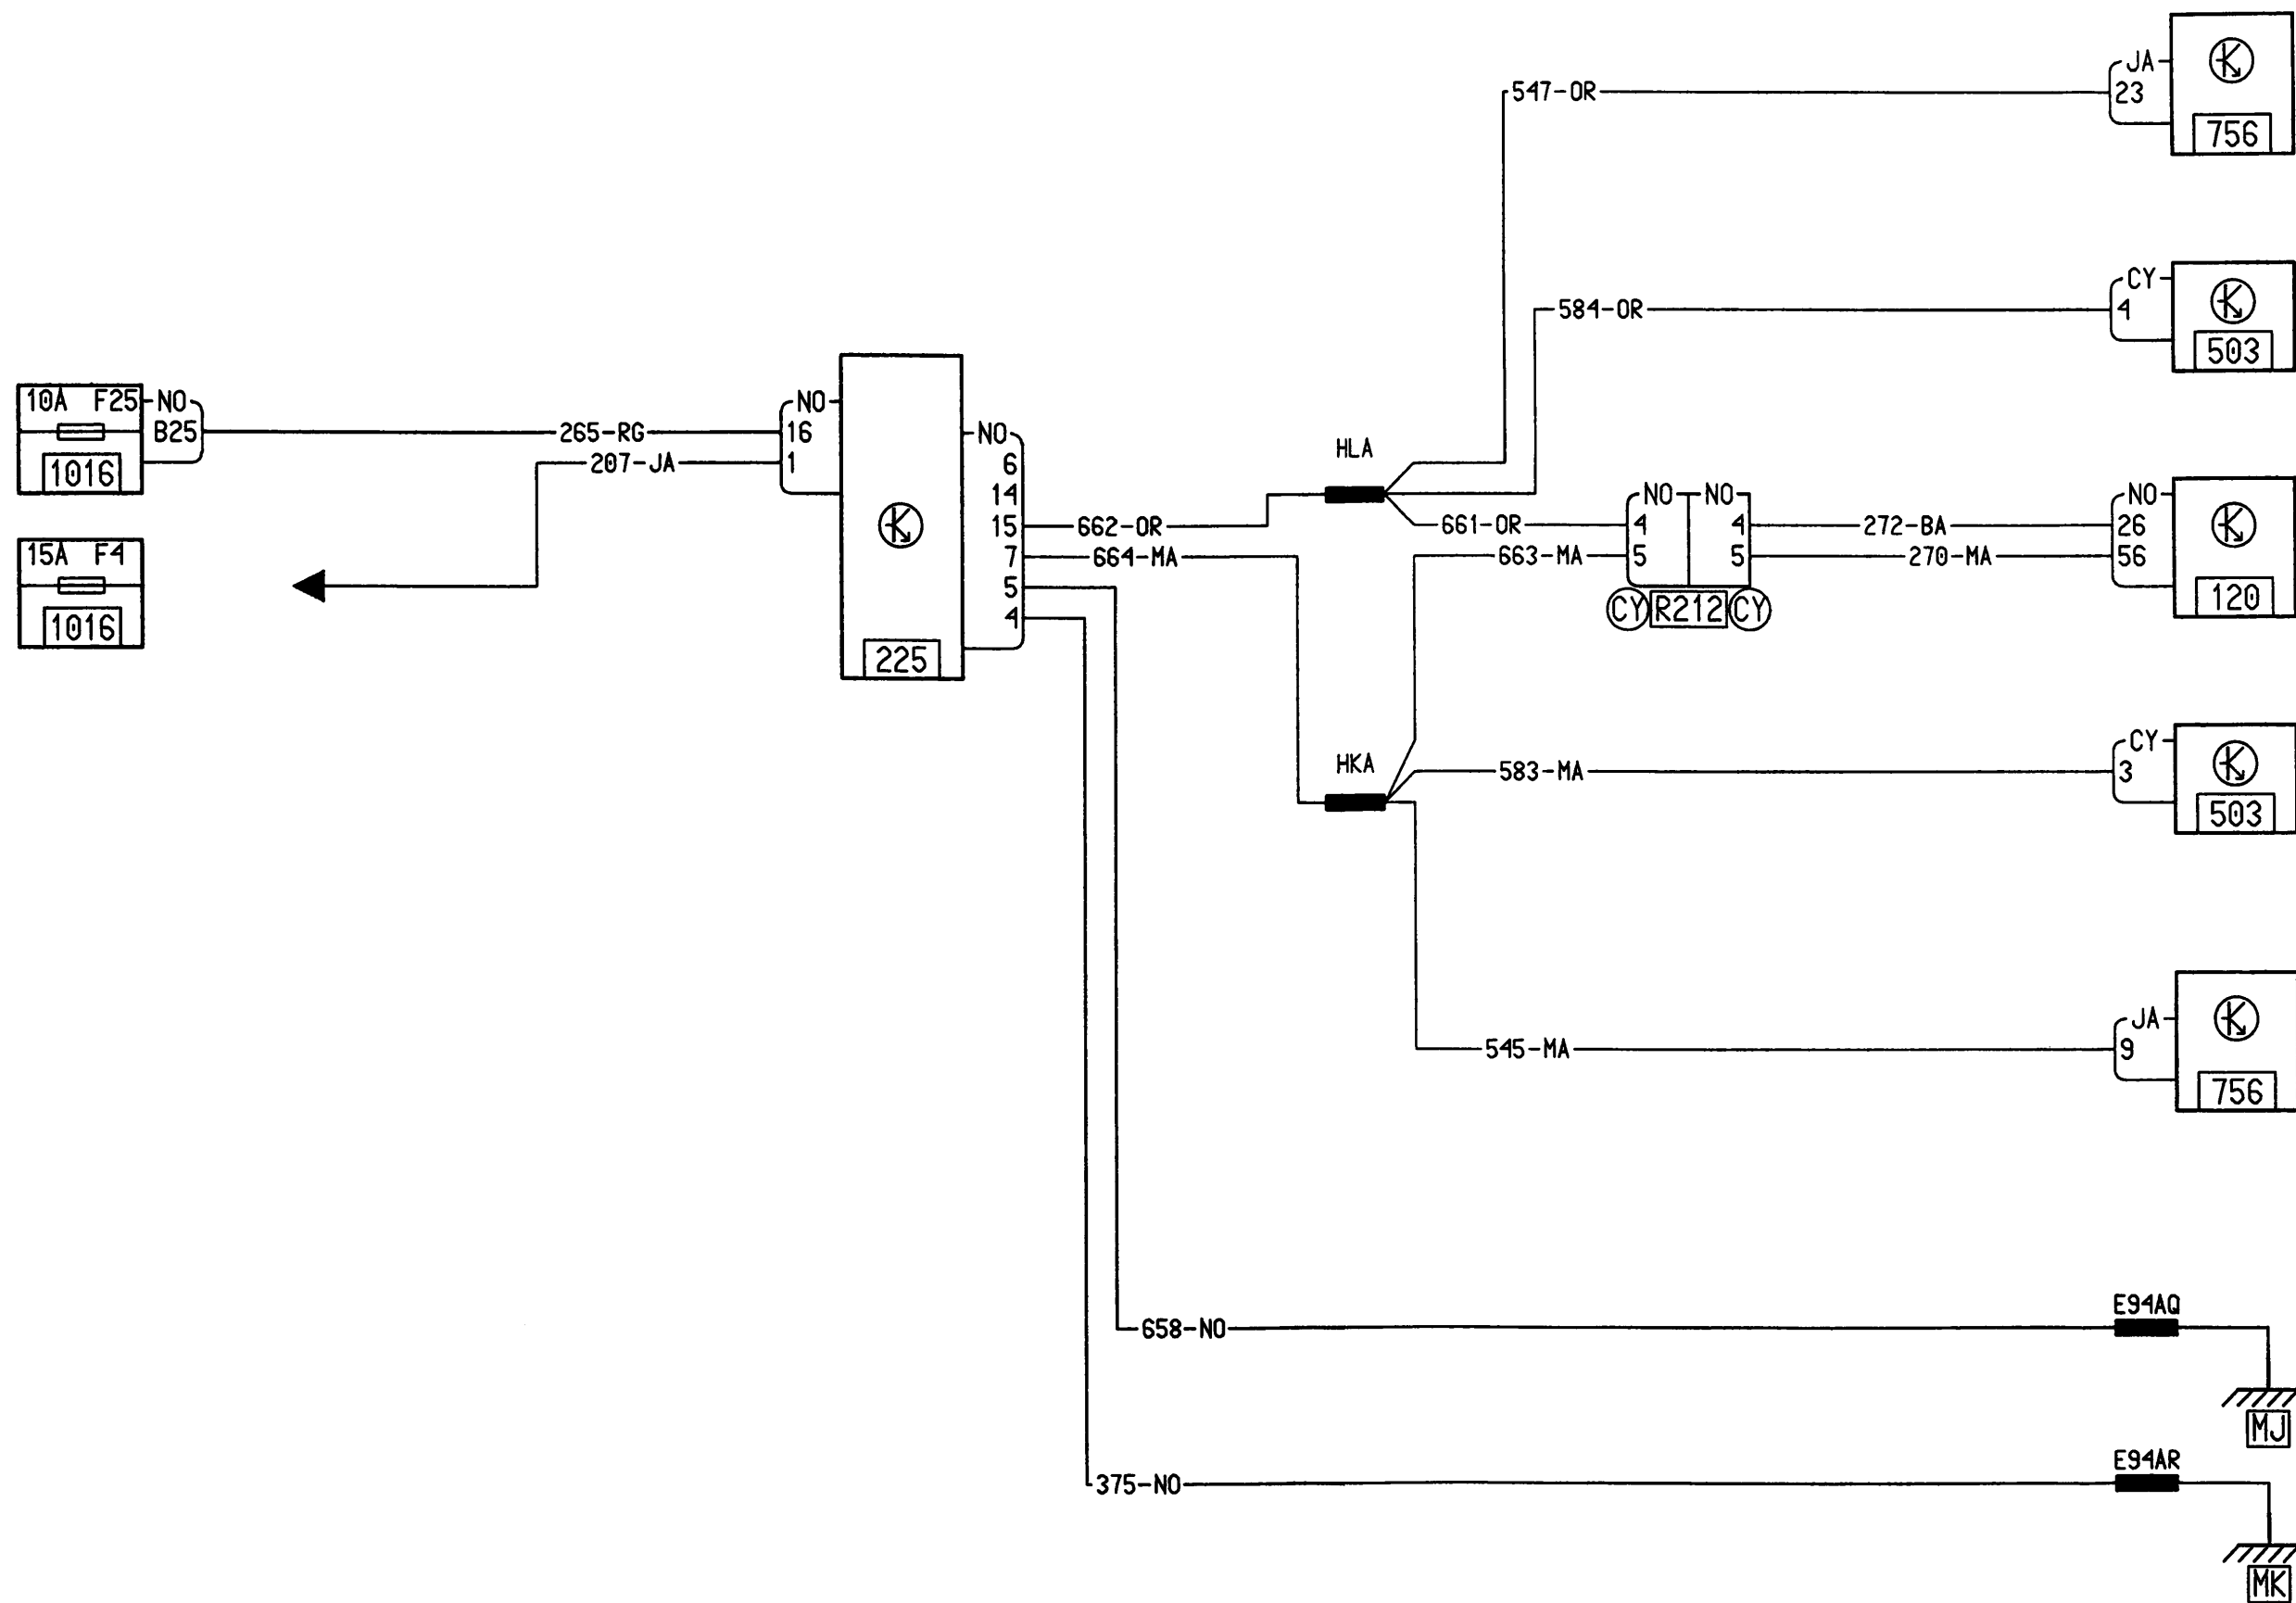 547-OR
JA
23
756
584-OR
CY
4
503
10A F25
NO
B25
1016
265-RG
207-JA
NO
16
1
15A F4
1016
225
NO
6
14
15
7
5
4
662-OR
664-MA
HLA
661-OR
663-MA
NO NO
4 4
5 5
CY R212 CY
272-BA
270-MA
NO
26
56
120
HKA
583-MA
CY
3
503
545-MA
JA
9
756
658-NO
E94AQ
MJ
375-NO
E94AR
MK